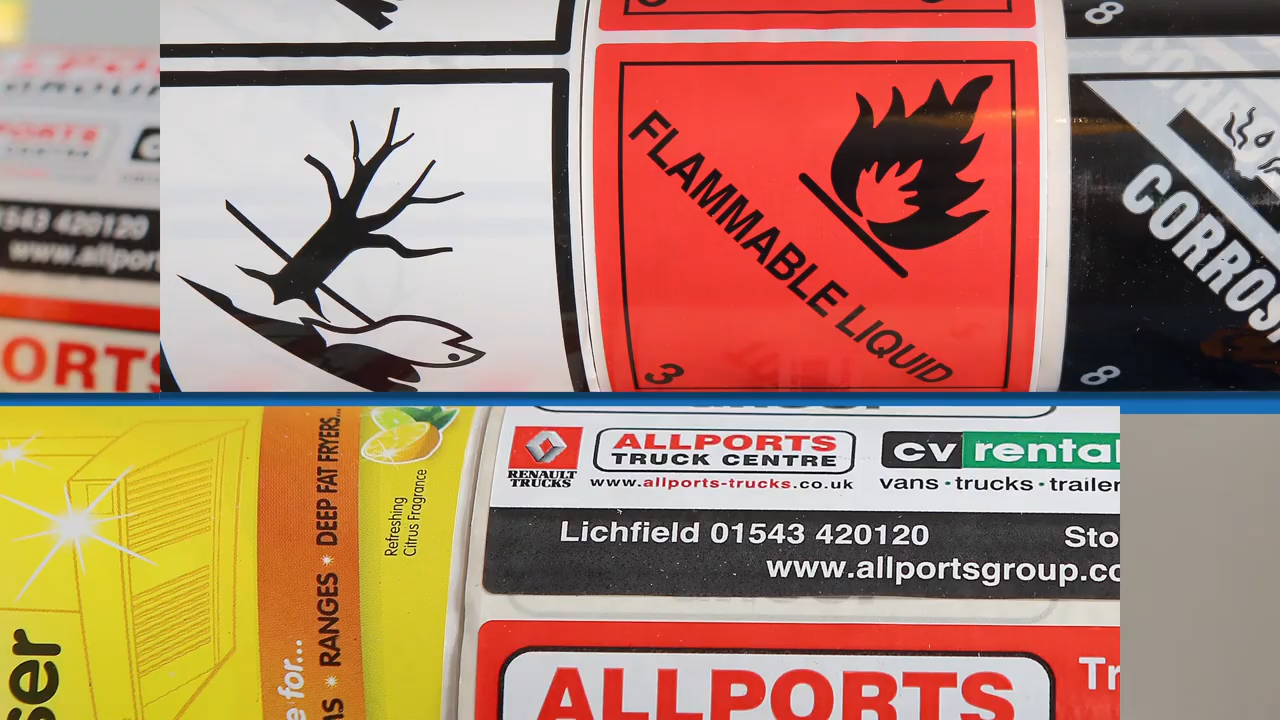 1543 420120
www.allport
ORTS
FLAMMABLE LIQUID
3
8
CORROS
8
DEEP FAT FRYERS...
RANGES
e for...
ser
Refreshing
Citrus Fragrance
RENAULT
TRUCKS
ALLPORTS
TRUCK CENTRE
www.allports-trucks.co.uk
cv rental
vans · trucks · trailer
Lichfield 01543 420120
Sto
www.allportsgroup.co
ALLPORTS
Tr